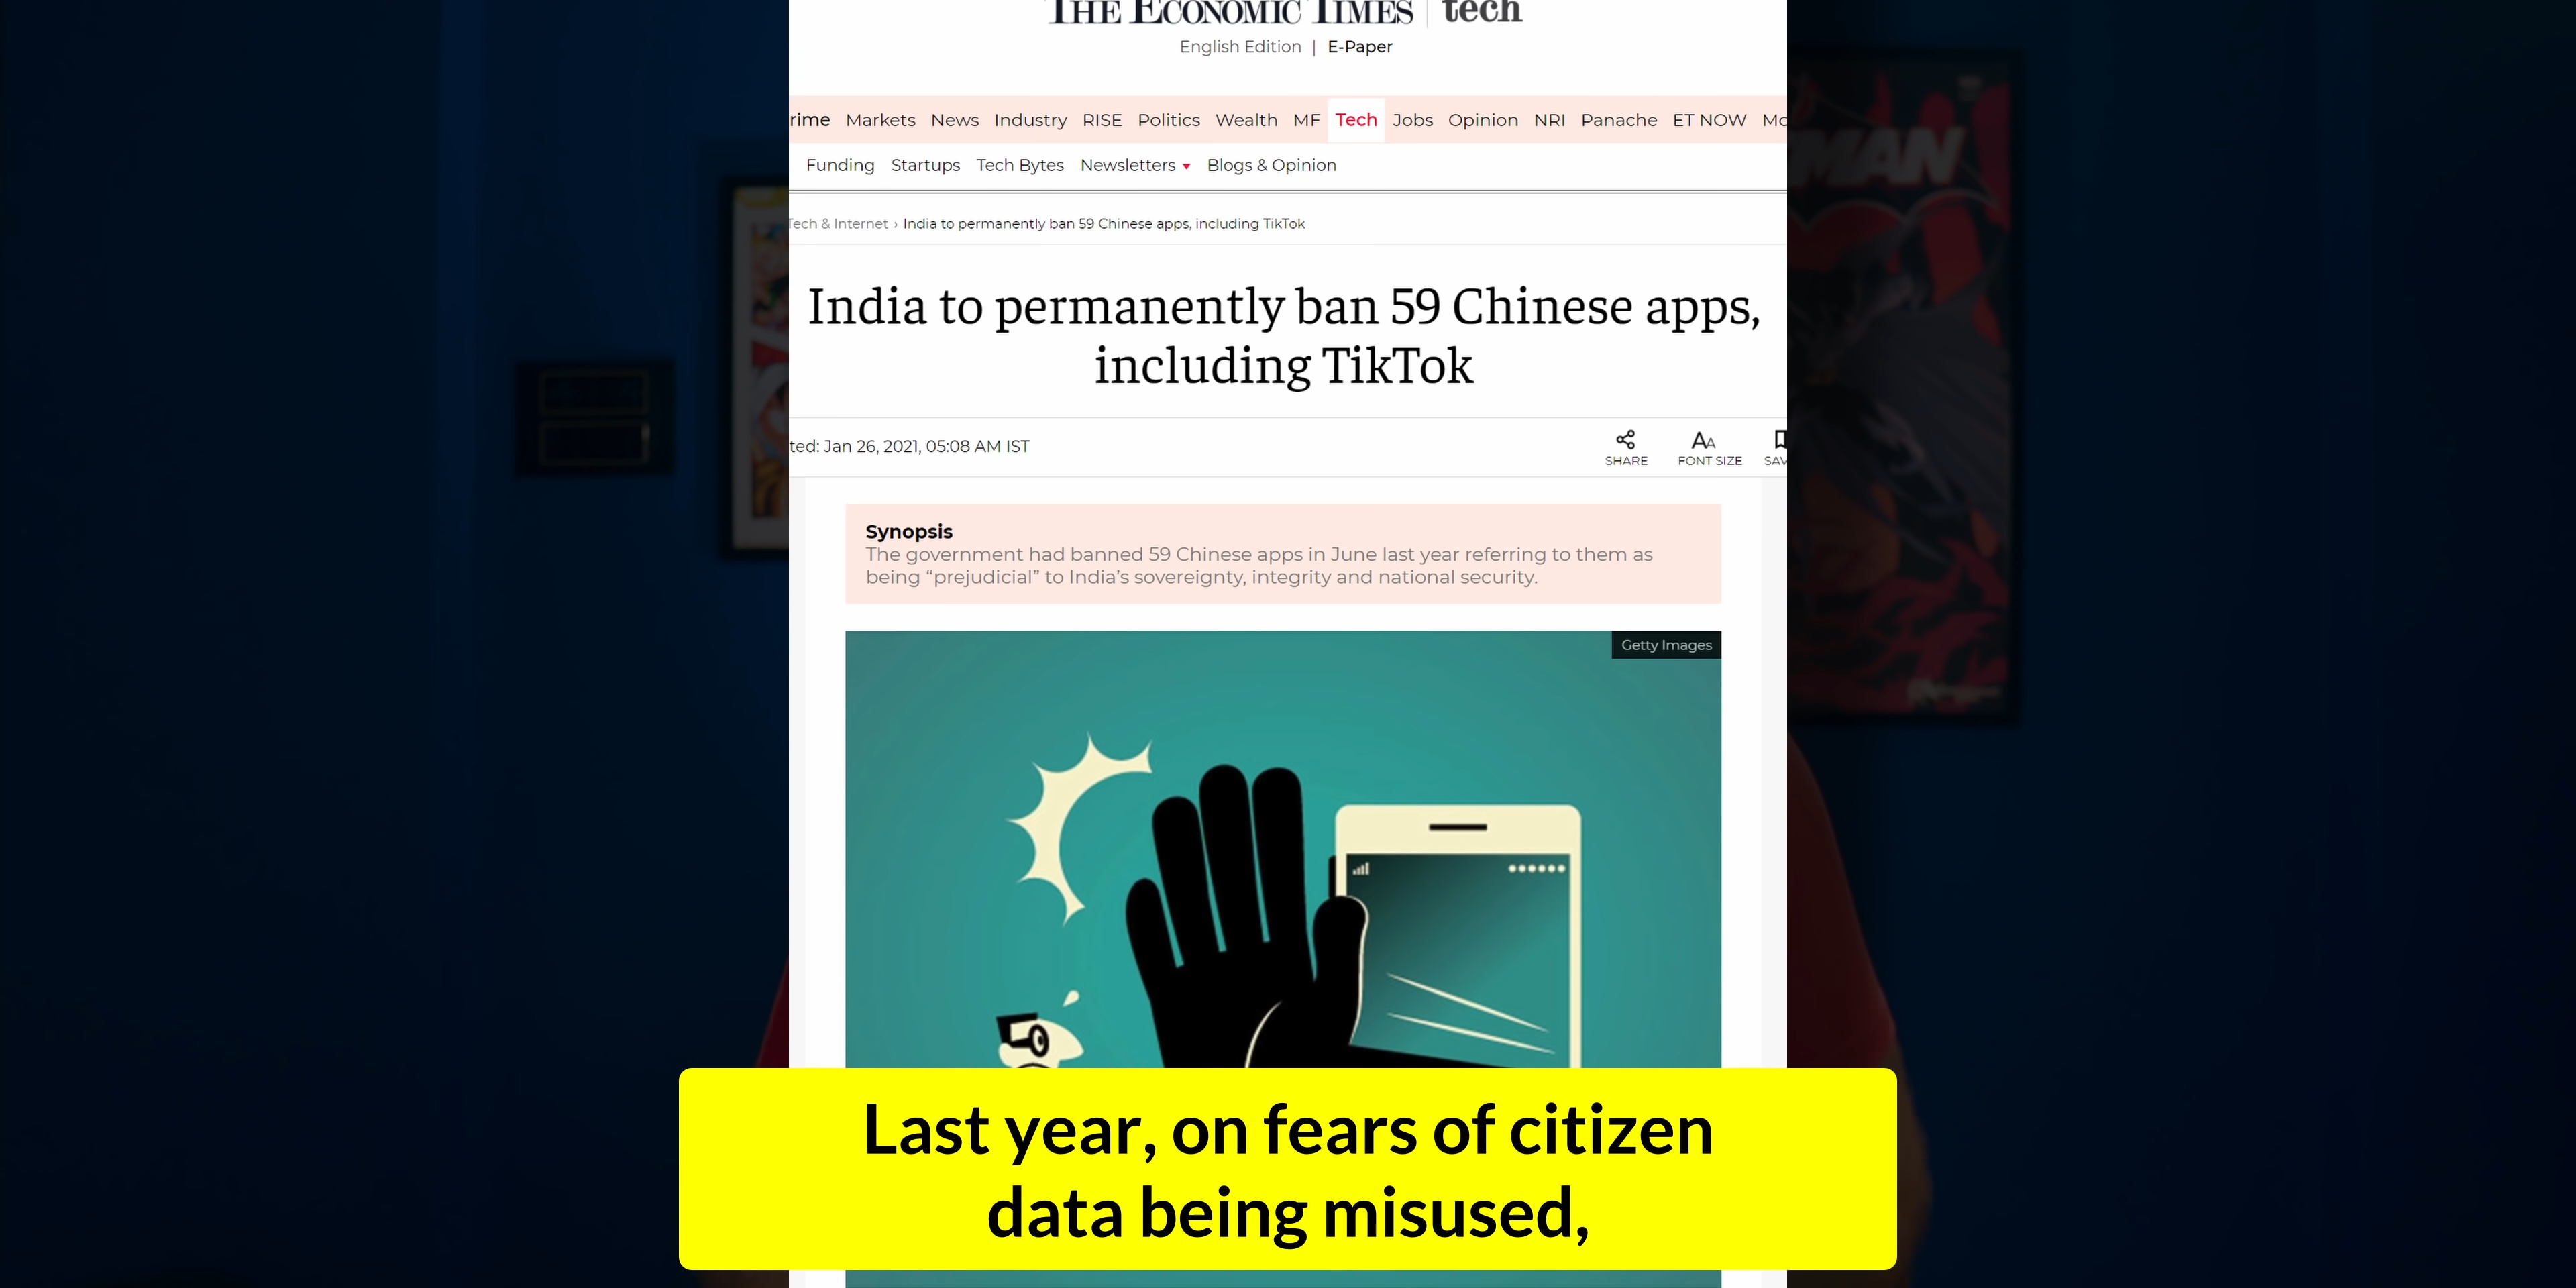 THE ECONOMIC TIMES | tech
English Edition | E-Paper
rime Markets News Industry RISE Politics Wealth MF Tech Jobs Opinion NRI Panache ET NOW Mo
Funding Startups Tech Bytes Newsletters Blogs & Opinion
Tech & Internet › India to permanently ban 59 Chinese apps, including TikTok
India to permanently ban 59 Chinese apps,
including TikTok
ted: Jan 26, 2021, 05:08 AM IST
SHARE FONT SIZE SAV
Synopsis
The government had banned 59 Chinese apps in June last year referring to them as
being “prejudicial” to India’s sovereignty, integrity and national security.
Getty Images
MAN
Last year, on fears of citizen
data being misused,